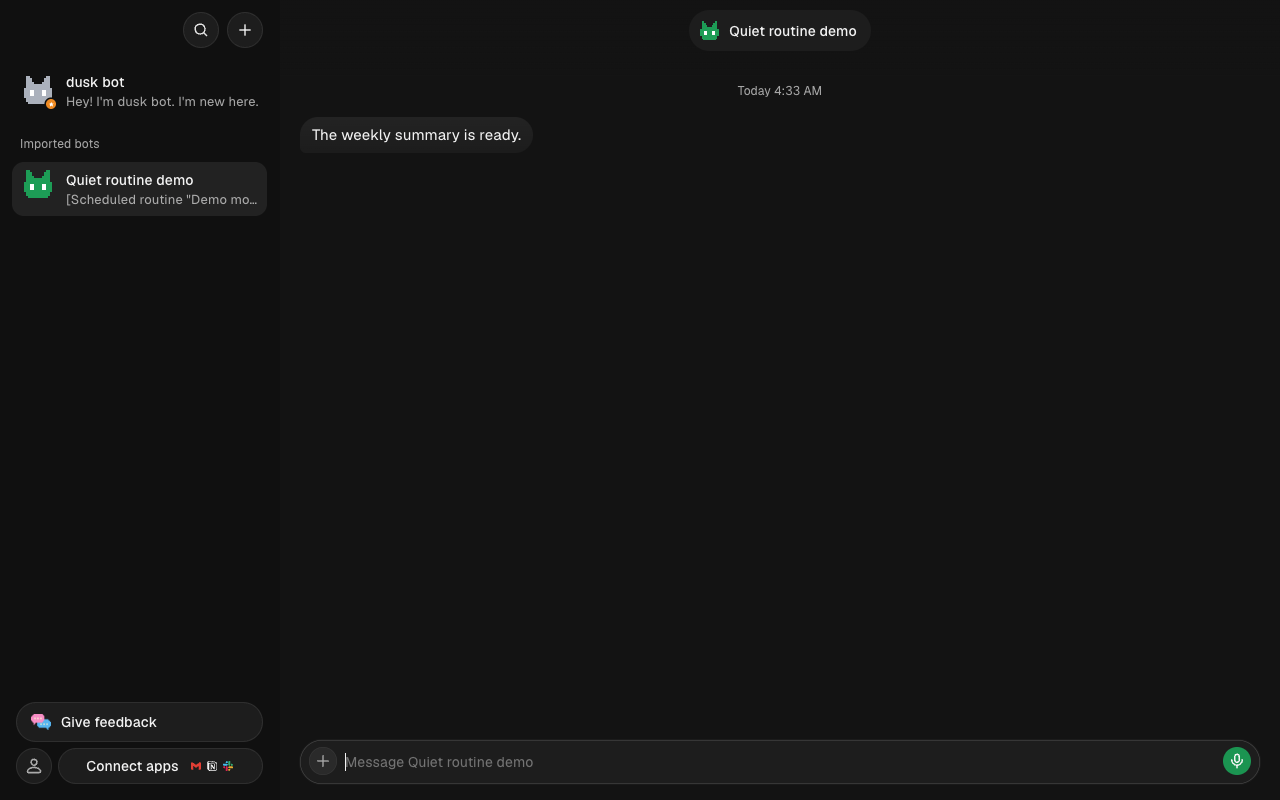 dusk bot
Hey! I'm dusk bot. I'm new here.
Imported bots
Quiet routine demo
[Scheduled routine "Demo mo…
Give feedback
Connect apps
Quiet routine demo
Today 4:33 AM
The weekly summary is ready.
Message Quiet routine demo